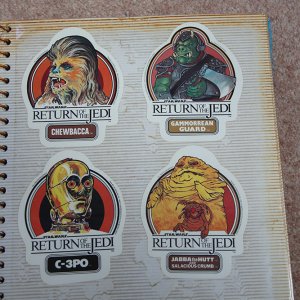 STAR WARS
RETURN OF THE JEDI
CHEWBACCA
STAR WARS
RETURN OF THE JEDI
GAMMORREAN
GUARD
STAR WARS
RETURN OF THE JEDI
C-3PO
STAR WARS
RETURN OF THE JEDI
JABBA THE HUTT
AND
SALACIOUS CRUMB